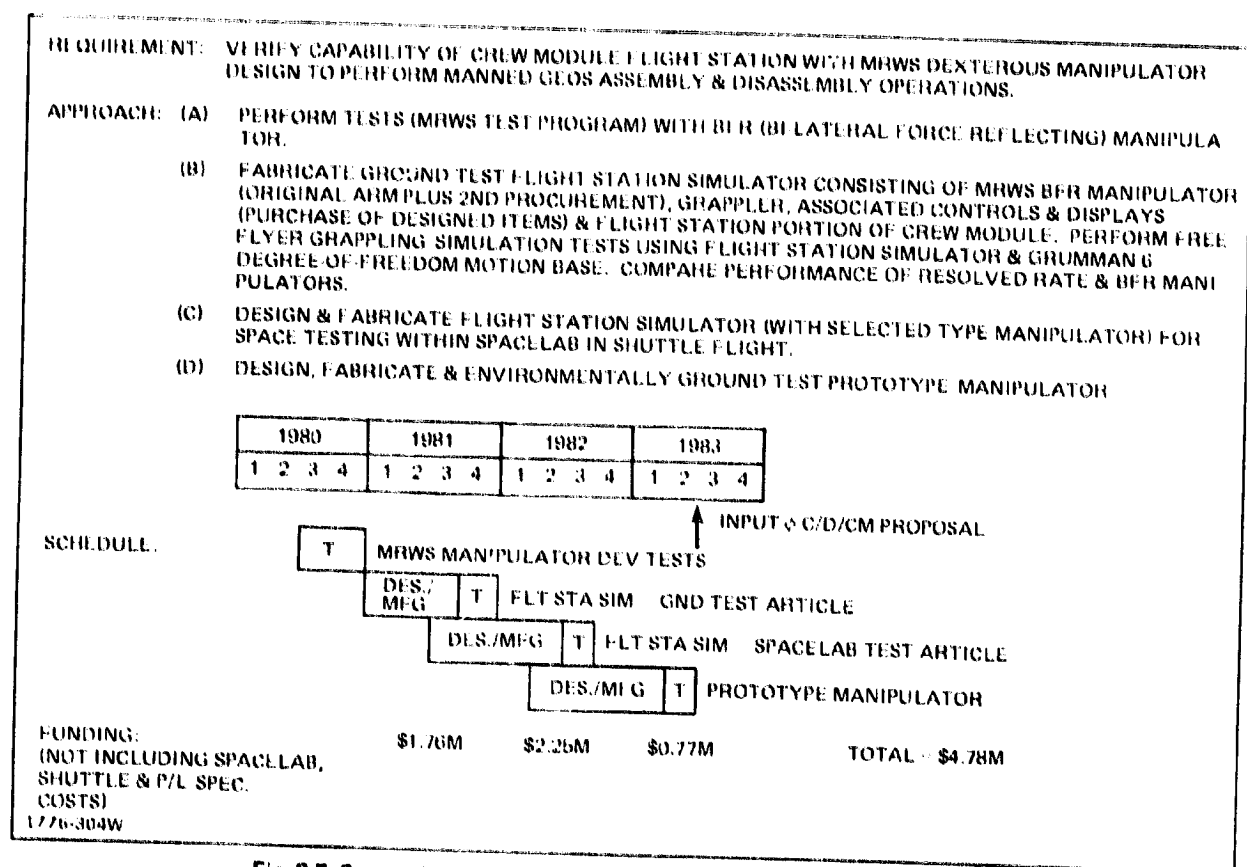 REQUIREMENT: VERIFY CAPABILITY OF CREW MODULE FLIGHT STATION WITH MRWS DEXTEROUS MANIPULATOR
DESIGN TO PERFORM MANNED GEOS ASSEMBLY & DISASSEMBLY OPERATIONS.
APPROACH: (A) PERFORM TESTS (MRWS TEST PROGRAM) WITH BFR (BI-LATERAL FORCE REFLECTING) MANIPULA
TOR.
(B) FABRICATE GROUND TEST FLIGHT STATION SIMULATOR CONSISTING OF MRWS BFR MANIPULATOR
(ORIGINAL ARM PLUS 2ND PROCUREMENT), GRAPPLER, ASSOCIATED CONTROLS & DISPLAYS
(PURCHASE OF DESIGNED ITEMS) & FLIGHT STATION PORTION OF CREW MODULE. PERFORM FREE
FLYER GRAPPLING SIMULATION TESTS USING FLIGHT STATION SIMULATOR & GRUMMAN 6
DEGREE-OF-FREEDOM MOTION BASE. COMPARE PERFORMANCE OF RESOLVED RATE & BFR MANI
PULATORS.
(C) DESIGN & FABRICATE FLIGHT STATION SIMULATOR (WITH SELECTED TYPE MANIPULATOR) FOR
SPACE TESTING WITHIN SPACELAB IN SHUTTLE FLIGHT.
(D) DESIGN, FABRICATE & ENVIRONMENTALLY GROUND TEST PROTOTYPE MANIPULATOR
1980 1981 1982 1983
1 2 3 4 1 2 3 4 1 2 3 4 1 2 3 4
INPUT φ C/D/CM PROPOSAL
SCHEDULE: T MRWS MANIPULATOR DEV TESTS
DES./
MFG T FLT STA SIM GND TEST ARTICLE
DES./MFG T FLT STA SIM SPACELAB TEST ARTICLE
DES./MFG T PROTOTYPE MANIPULATOR
FUNDING: $1.76M $2.25M $0.77M TOTAL - $4.78M
(NOT INCLUDING SPACELAB,
SHUTTLE & P/L SPEC.
COSTS)
1776-304W